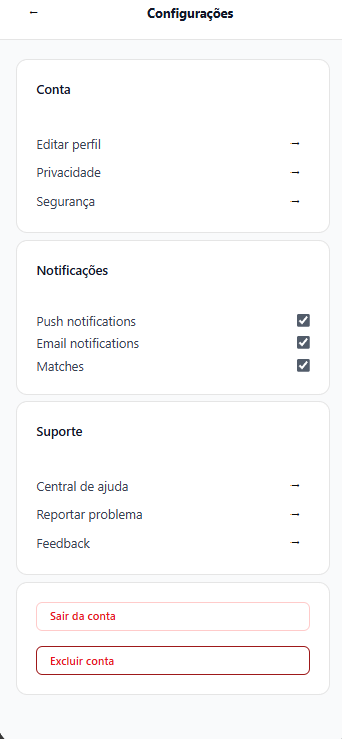 ← Configurações
Conta
Editar perfil →
Privacidade →
Segurança →
Notificações
Push notifications
Email notifications
Matches
Suporte
Central de ajuda →
Reportar problema →
Feedback →
Sair da conta
Excluir conta